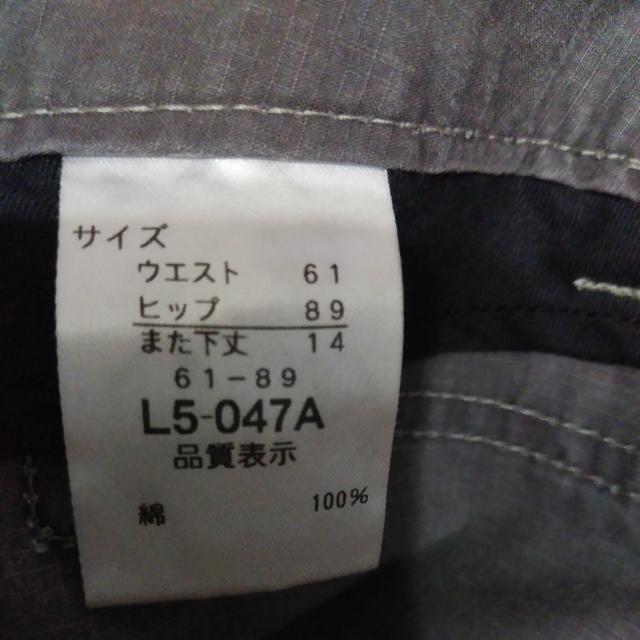 サイズ
ウエスト 61
ヒップ 89
また下丈 14
61-89
L5-047A
品質表示
綿 100%